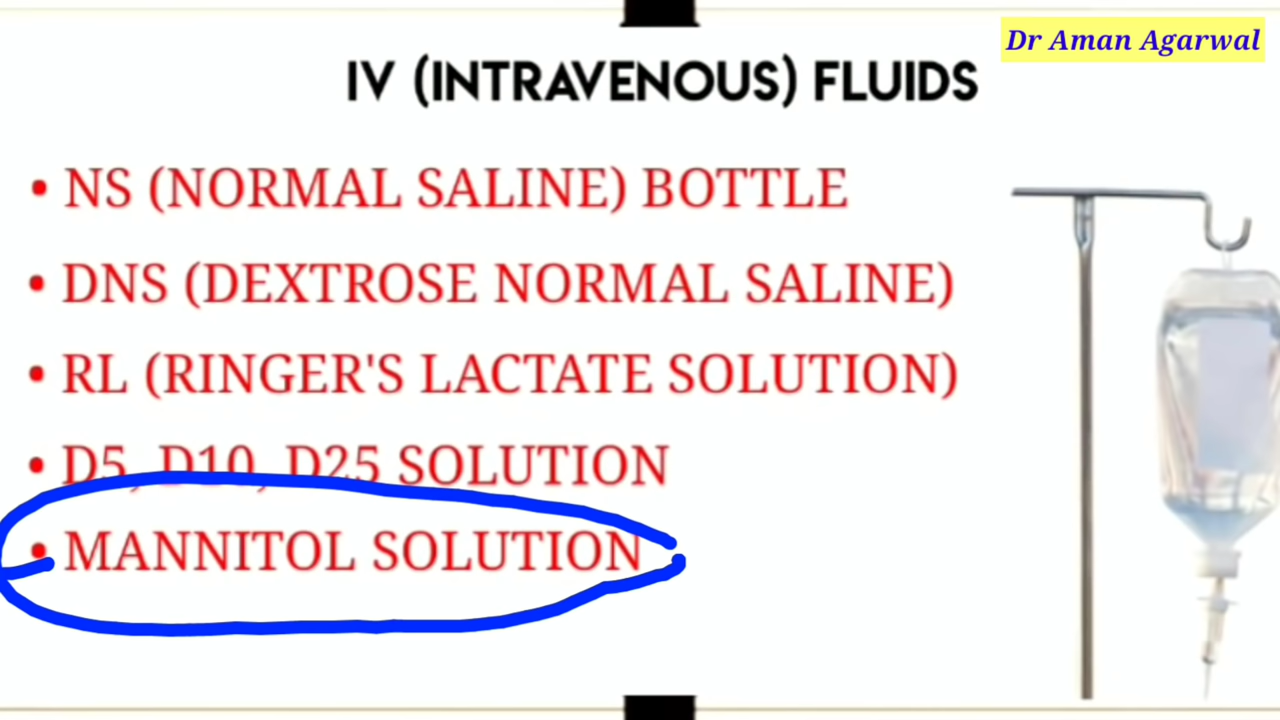 Dr Aman Agarwal
IV (INTRAVENOUS) FLUIDS
• NS (NORMAL SALINE) BOTTLE
• DNS (DEXTROSE NORMAL SALINE)
• RL (RINGER'S LACTATE SOLUTION)
• D5, D10, D25 SOLUTION
• MANNITOL SOLUTION